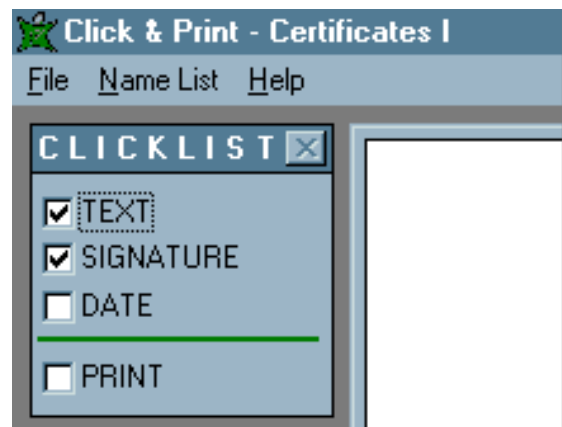 Click & Print - Certificates I
File Name List Help
CLICKLIST
TEXT
SIGNATURE
DATE
PRINT